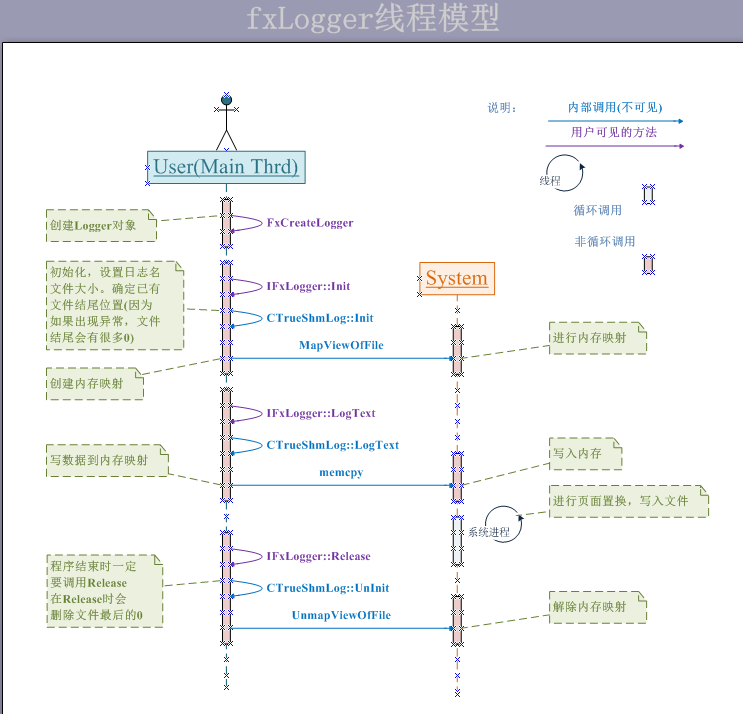 fxLogger线程模型
说明：
内部调用(不可见)
用户可见的方法
线程
循环调用
非循环调用
User(Main Thrd)
创建Logger对象
FxCreateLogger
初始化，设置日志名
文件大小。确定已有
文件结尾位置(因为
如果出现异常，文件
结尾会有很多0)
IFxLogger::Init
System
CTrueShmLog::Init
MapViewOfFile
进行内存映射
创建内存映射
IFxLogger::LogText
CTrueShmLog::LogText
写数据到内存映射
memcpy
写入内存
进行页面置换，写入文件
系统进程
程序结束时一定
要调用Release
在Release时会
删除文件最后的0
IFxLogger::Release
CTrueShmLog::UnInit
UnmapViewOfFile
解除内存映射